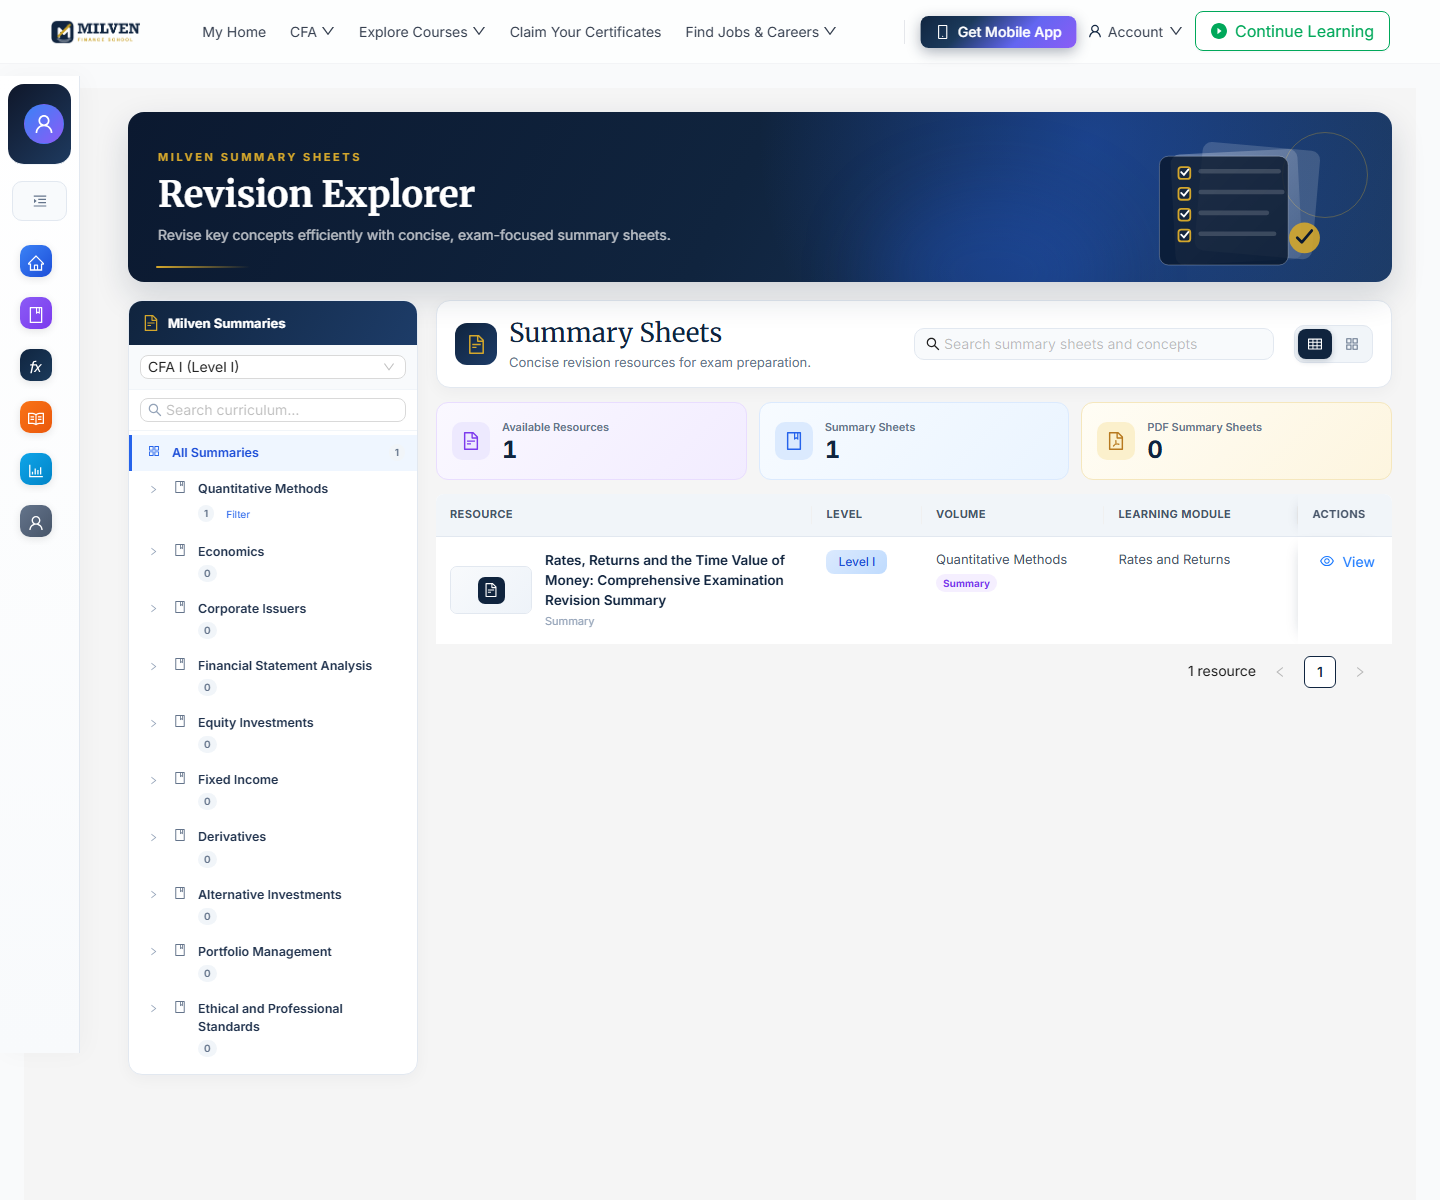 MILVEN
FINANCE SCHOOL
My Home
CFA
Explore Courses
Claim Your Certificates
Find Jobs & Careers
Get Mobile App
Account
Continue Learning
MILVEN SUMMARY SHEETS
Revision Explorer
Revise key concepts efficiently with concise, exam-focused summary sheets.
fx
Milven Summaries
CFA I (Level I)
Search curriculum...
All Summaries 1
Quantitative Methods
1 Filter
Economics
0
Corporate Issuers
0
Financial Statement Analysis
0
Equity Investments
0
Fixed Income
0
Derivatives
0
Alternative Investments
0
Portfolio Management
0
Ethical and Professional
Standards
0
Summary Sheets
Concise revision resources for exam preparation.
Search summary sheets and concepts
Available Resources
1
Summary Sheets
1
PDF Summary Sheets
0
RESOURCE LEVEL VOLUME LEARNING MODULE ACTIONS
Rates, Returns and the Time Value of
Money: Comprehensive Examination
Revision Summary
Summary
Level I
Quantitative Methods
Summary
Rates and Returns
View
1 resource
1